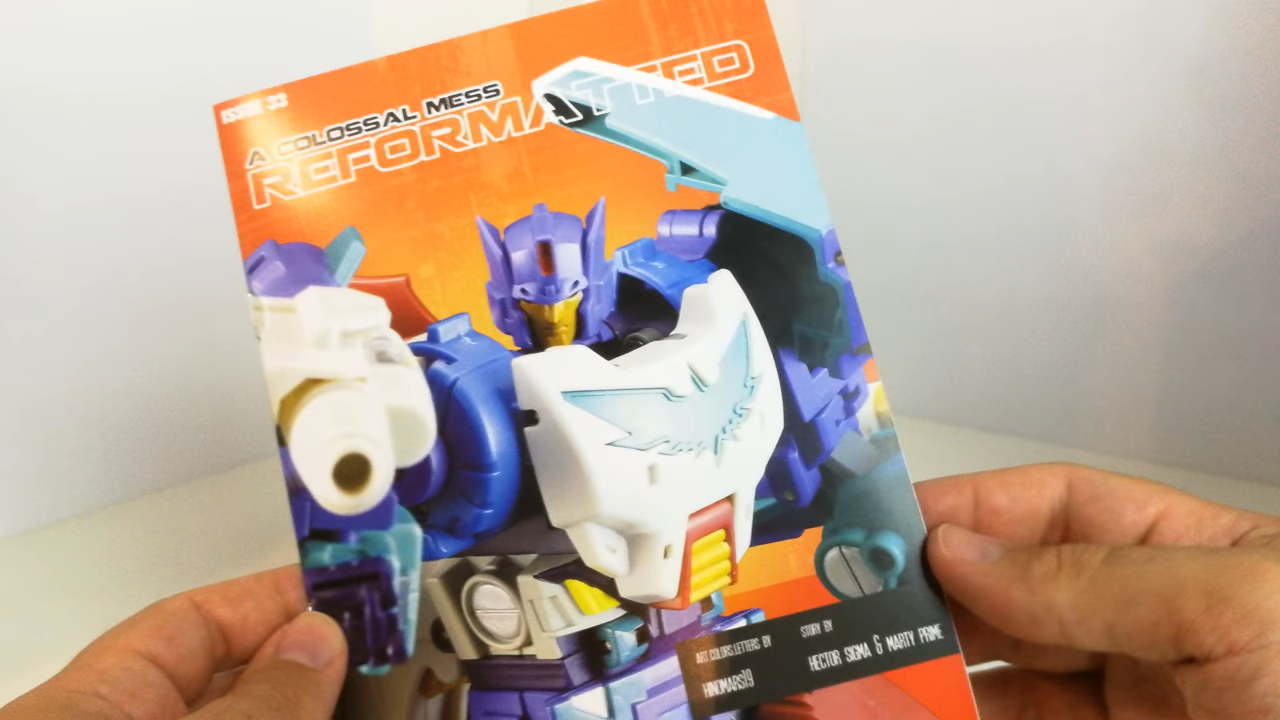 ISSUE 33
A COLOSSAL MESS
REFORMATTED
ART.COLORS.LETTERS BY
HINOMARS19
STORY BY
HECTOR SIGMA & MARTY PRIME